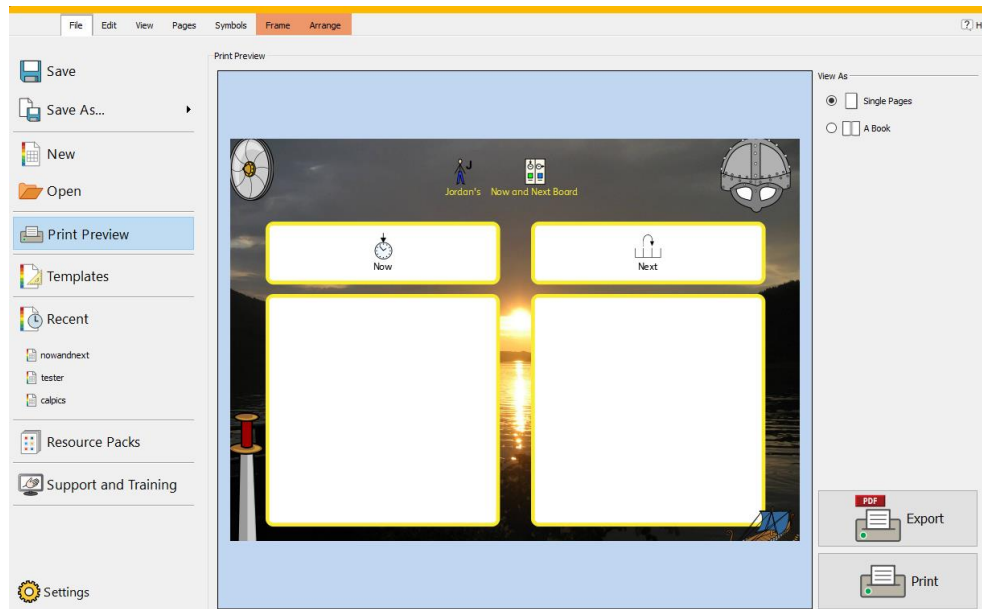 File Edit View Pages Symbols Frame Arrange
? H
Save
Save As...
New
Open
Print Preview
Templates
Recent
nowandnext
tester
calpics
Resource Packs
Support and Training
Settings
Print Preview
J
Jordan's Now and Next Board
Now
Next
View As
Single Pages
A Book
PDF
Export
Print